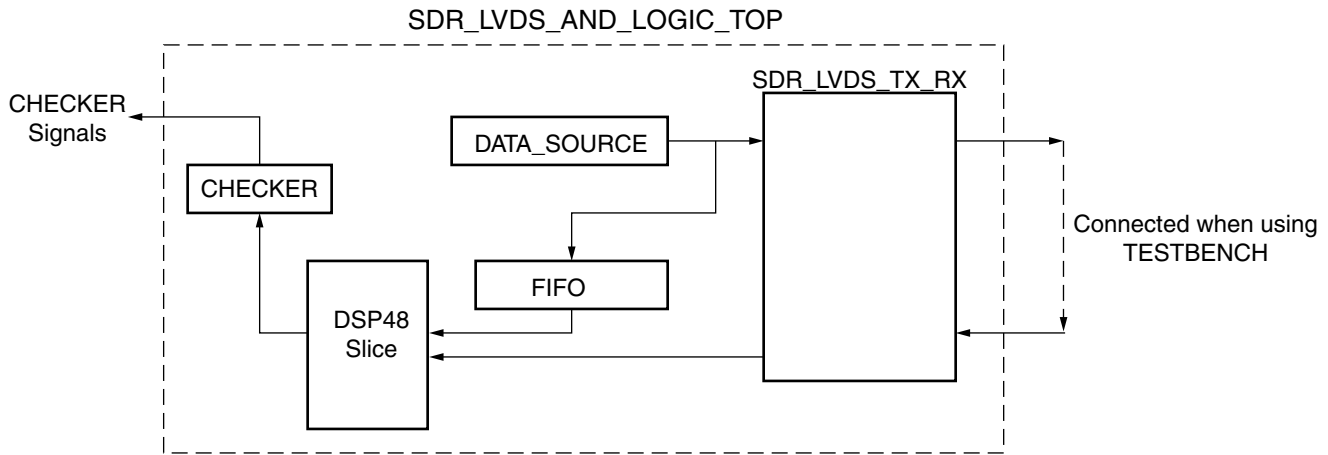 SDR_LVDS_AND_LOGIC_TOP
SDR_LVDS_TX_RX
CHECKER
Signals
DATA_SOURCE
CHECKER
Connected when using
TESTBENCH
FIFO
DSP48
Slice